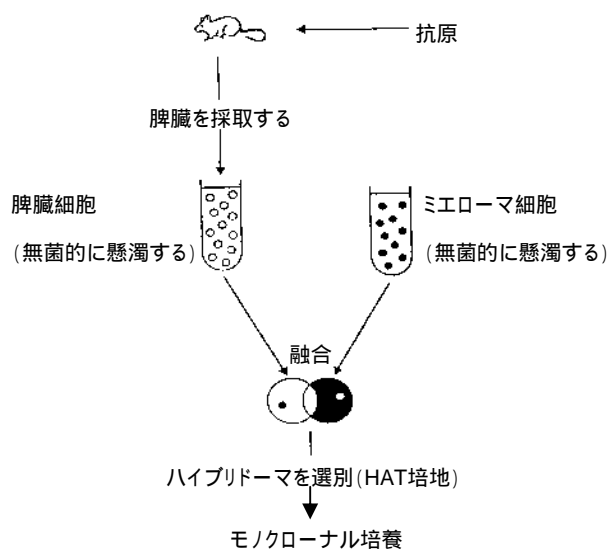 抗原
脾臓を採取する
脾臓細胞
(無菌的に懸濁する)
ミエローマ細胞
(無菌的に懸濁する)
融合
ハイブリドーマを選別(HAT培地)
モノクローナル培養